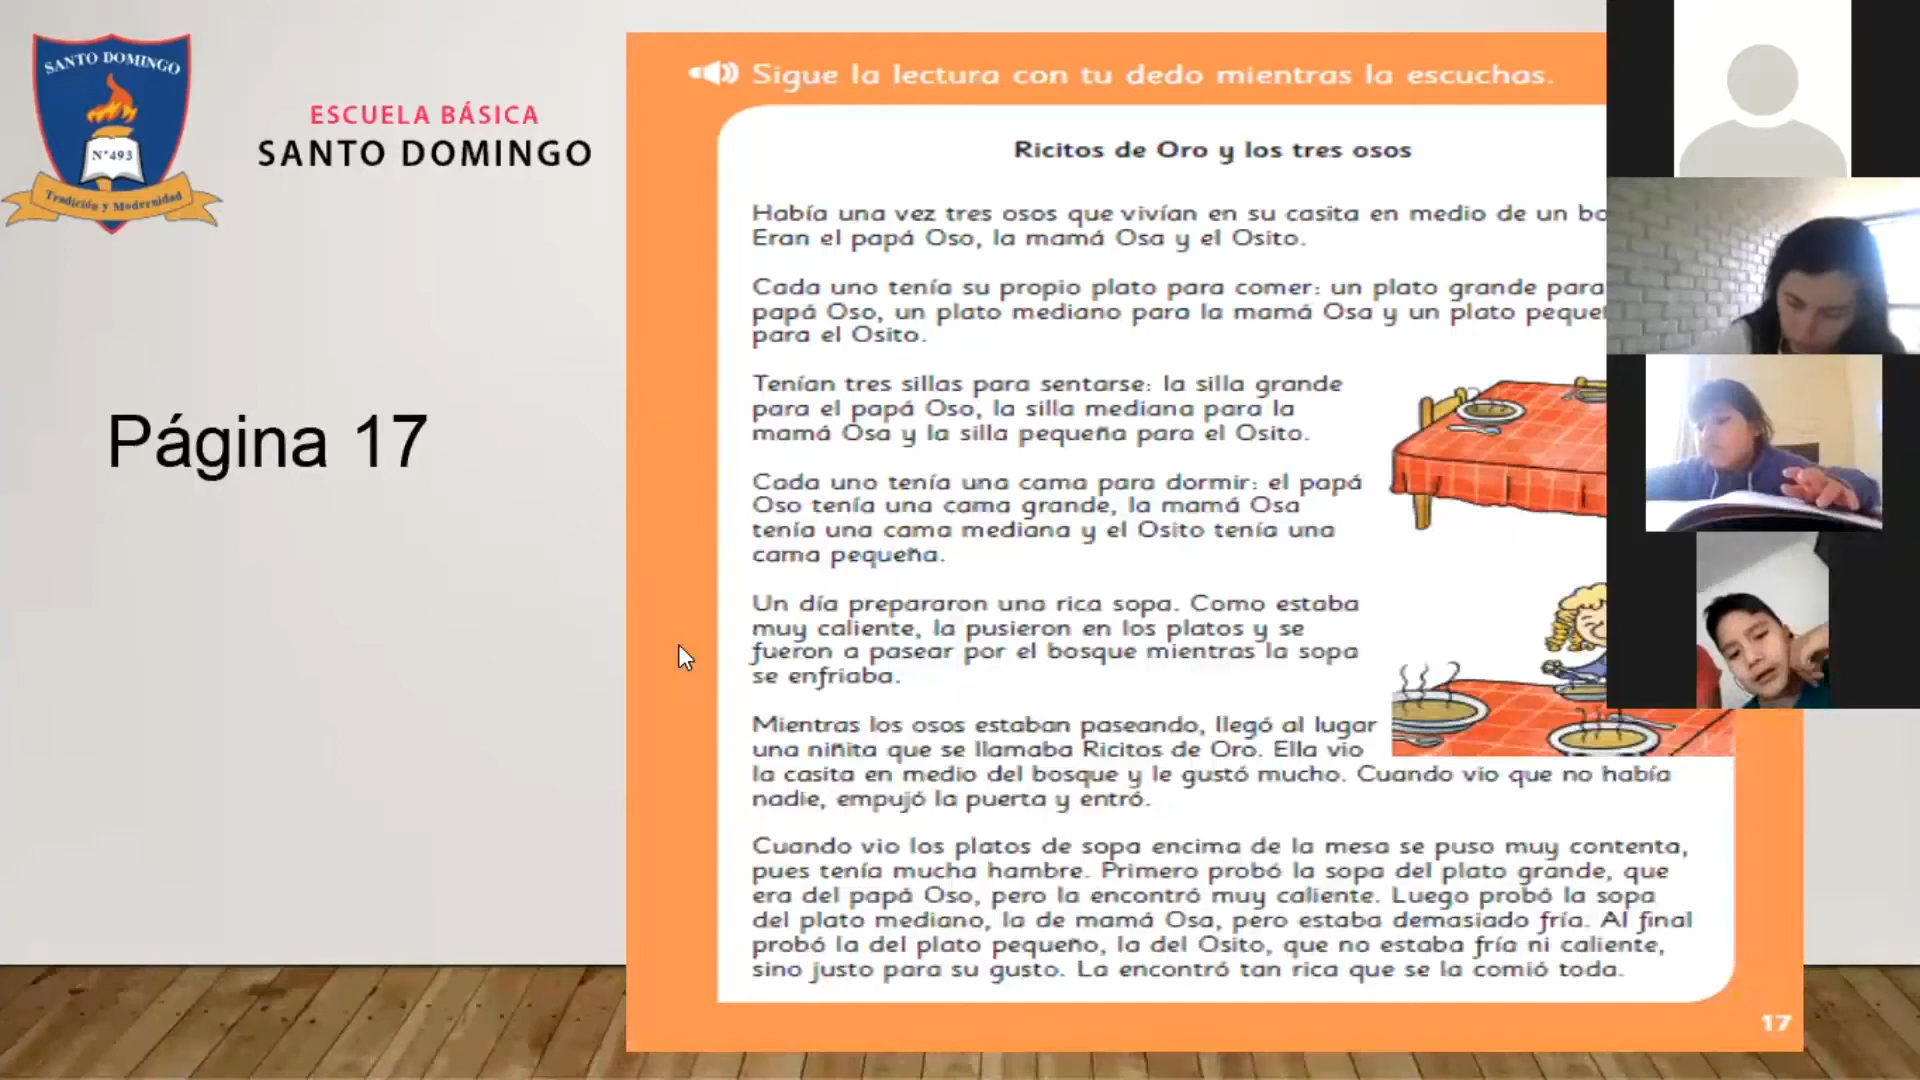 SANTO DOMINGO
N°493
Tradición y Modernidad
ESCUELA BÁSICA
SANTO DOMINGO
Página 17
Sigue la lectura con tu dedo mientras la escuchas.
Ricitos de Oro y los tres osos
Había una vez tres osos que vivían en su casita en medio de un
Eran el papá Oso, la mamá Osa y el Osito.
Cada uno tenía su propio plato para comer: un plato grande para
papá Oso, un plato mediano para la mamá Osa y un plato
para el Osito.
Tenían tres sillas para sentarse: la silla grande
para el papá Oso, la silla mediana para la
mamá Osa y la silla pequeña para el Osito.
Cada uno tenía una cama para dormir: el papá
Oso tenía una cama grande, la mamá Osa
tenía una cama mediana y el Osito tenía una
cama pequeña.
Un día prepararon una rica sopa. Como estaba
muy caliente, la pusieron en los platos y se
fueron a pasear por el bosque mientras la sopa
se enfriaba.
Mientras los osos estaban paseando, llegó al lugar
una niñita que se llamaba Ricitos de Oro. Ella vio
la casita en medio del bosque y le gustó mucho. Cuando vio que no había
nadie, empujó la puerta y entró.
Cuando vio los platos de sopa encima de la mesa se puso muy contenta,
pues tenía mucha hambre. Primero probó la sopa del plato grande, que
era del papá Oso, pero la encontró muy caliente. Luego probó la sopa
del plato mediano, la de mamá Osa, pero estaba demasiado fría. Al final
probó la del plato pequeño, la del Osito, que no estaba fría ni caliente,
sino justo para su gusto. La encontró tan rica que se la comió toda.
17